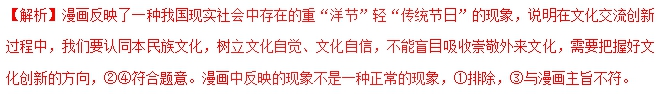 【解析】漫画反映了一种我国现实社会中存在的重“洋节”轻“传统节日”的现象，说明在文化交流创新
过程中，我们要认同本民族文化，树立文化自觉、文化自信，不能盲目吸收崇敬外来文化，需要把握好文
化创新的方向，②④符合题意。漫画中反映的现象不是一种正常的现象，①排除，③与漫画主旨不符。